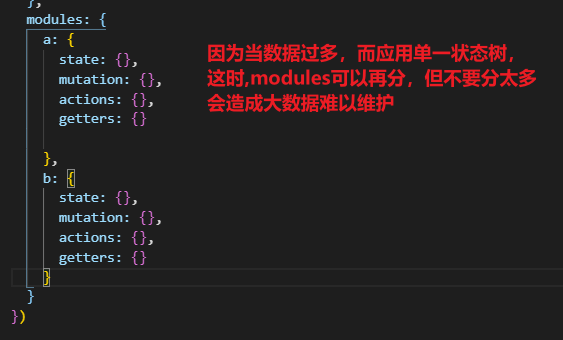 },
modules: {
a: {
state: {},
mutation: {},
actions: {},
getters: {}
},
b: {
state: {},
mutation: {},
actions: {},
getters: {}
}
}
})
因为当数据过多，而应用单一状态树，
这时,modules可以再分，但不要分太多
会造成大数据难以维护